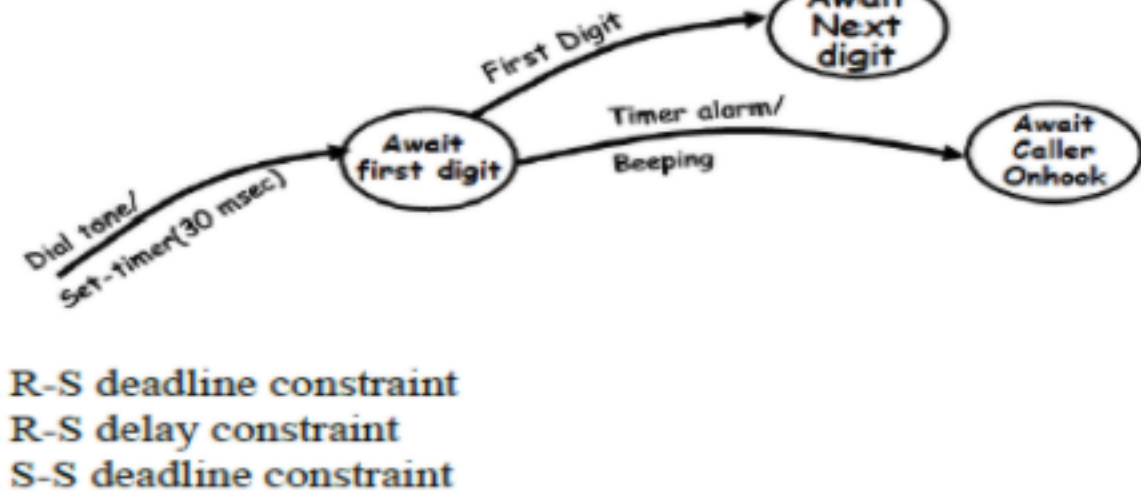 Await
Next
digit
First Digit
Timer alarm/
Beeping
Await
Caller
Onhook
Await
first digit
Dial tone/
Set-timer(30 msec)
R-S deadline constraint
R-S delay constraint
S-S deadline constraint